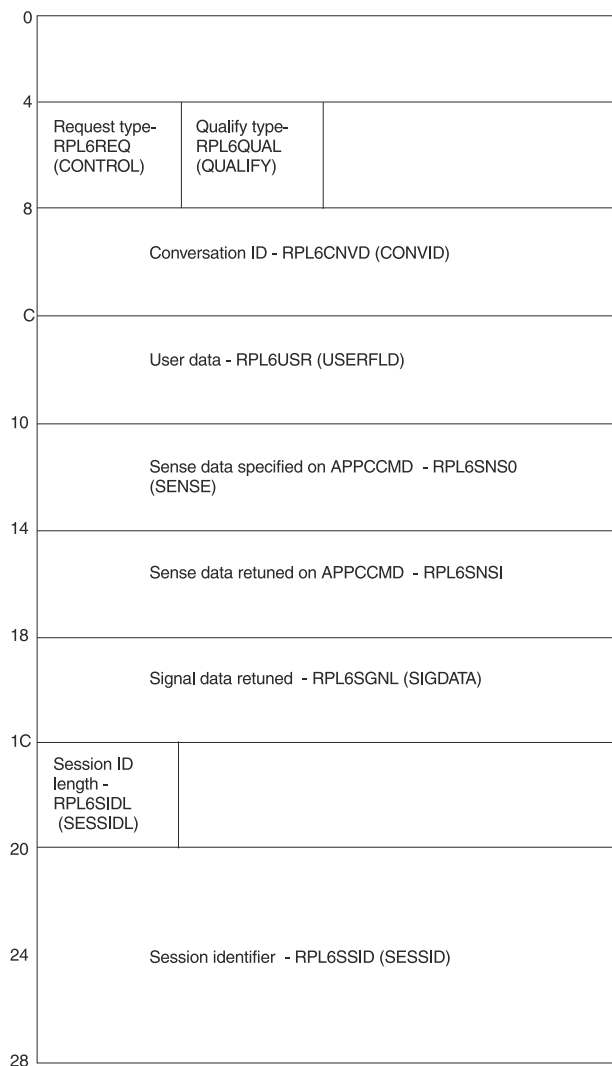 0
4
Request type-
RPL6REQ
(CONTROL)
Qualify type-
RPL6QUAL
(QUALIFY)
8
Conversation ID - RPL6CNVD (CONVID)
C
User data - RPL6USR (USERFLD)
10
Sense data specified on APPCCMD - RPL6SNS0
(SENSE)
14
Sense data retuned on APPCCMD - RPL6SNSI
18
Signal data retuned - RPL6SGNL (SIGDATA)
1C
Session ID
length -
RPL6SIDL
(SESSIDL)
20
24
Session identifier - RPL6SSID (SESSID)
28